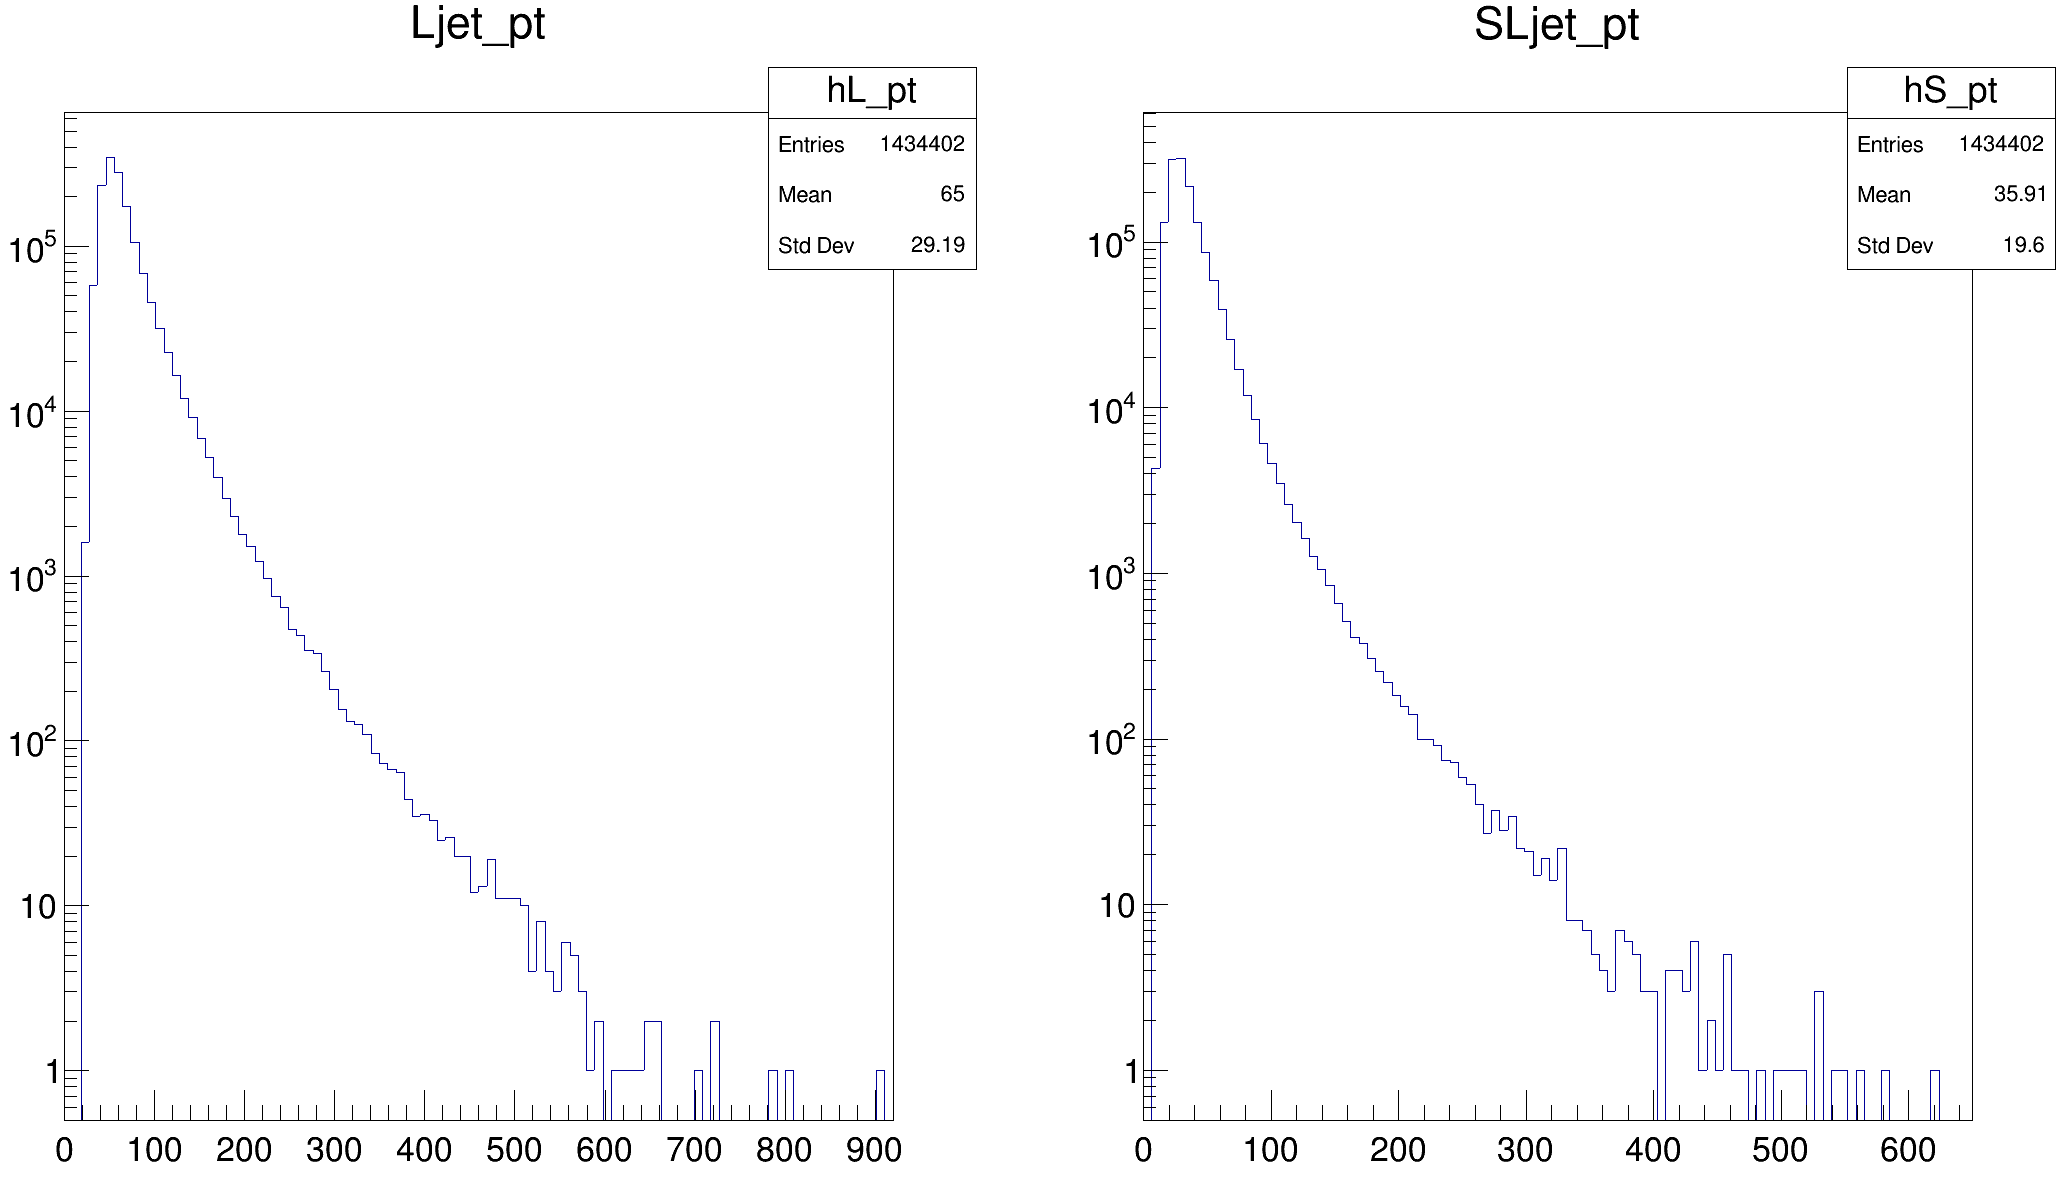 Ljet_pt
hL_pt
Entries 1434402
Mean 65
Std Dev 29.19
10^5
10^4
10^3
10^2
10
1
0 100 200 300 400 500 600 700 800 900
SLjet_pt
hS_pt
Entries 1434402
Mean 35.91
Std Dev 19.6
10^5
10^4
10^3
10^2
10
1
0 100 200 300 400 500 600